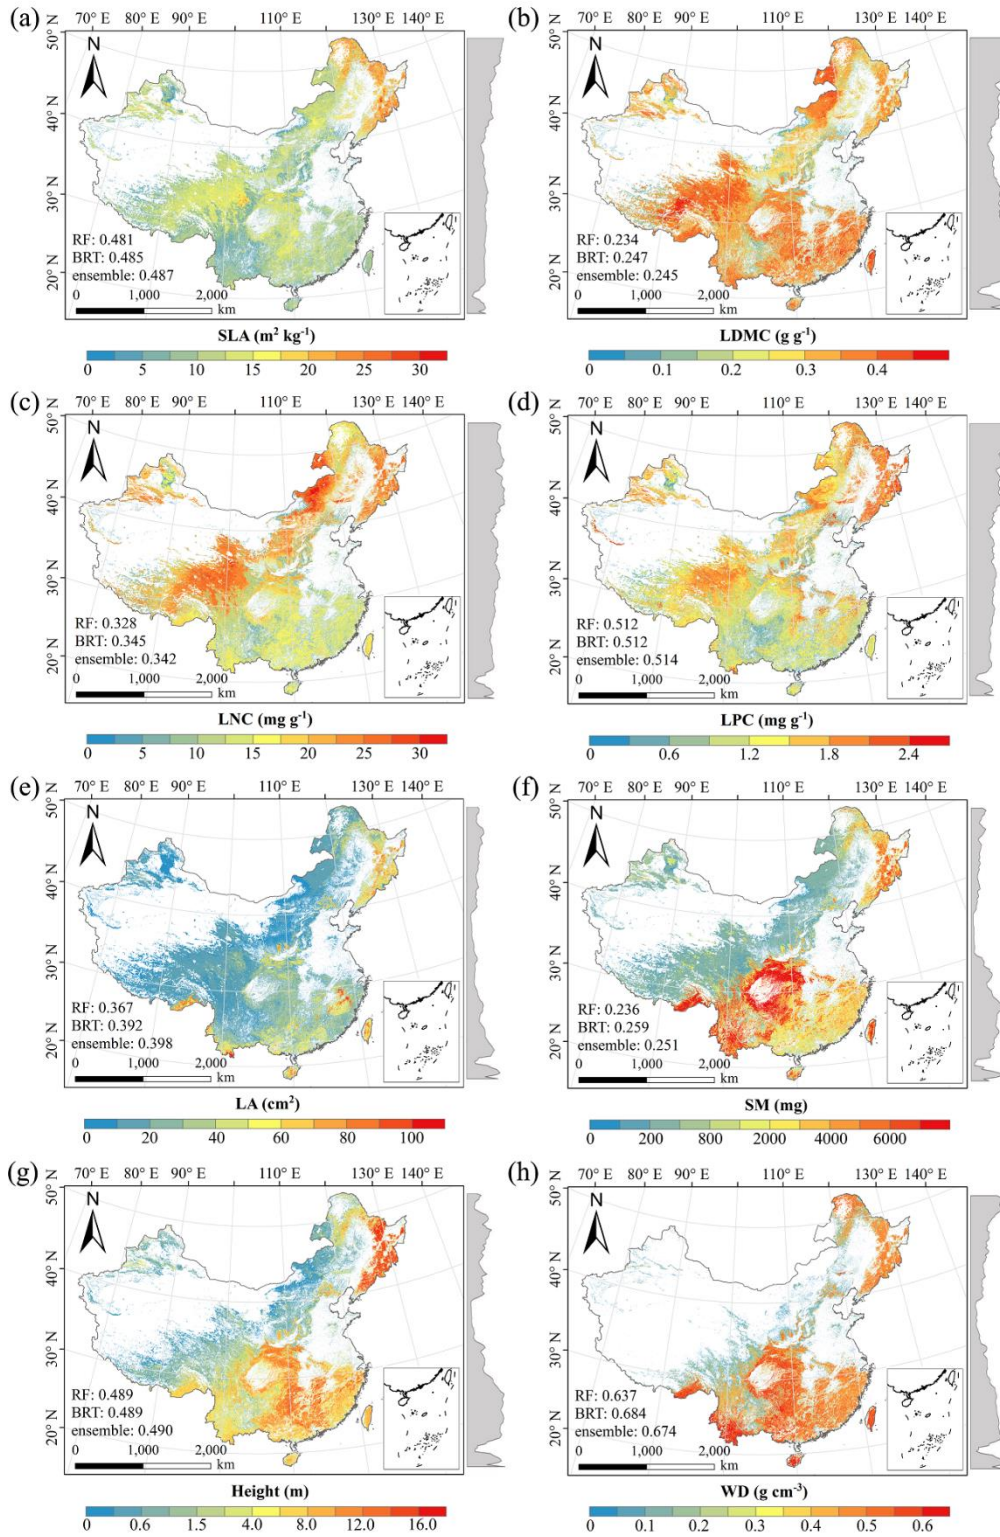 (a)
70° E 80° E 90° E 110° E 130° E 140° E
50° N
40° N
30° N
20° N
N
RF: 0.481
BRT: 0.485
ensemble: 0.487
0 1,000 2,000
km
SLA (m² kg⁻¹)
0 5 10 15 20 25 30
(b)
70° E 80° E 90° E 110° E 130° E 140° E
50° N
40° N
30° N
20° N
N
RF: 0.234
BRT: 0.247
ensemble: 0.245
0 1,000 2,000
km
LDMC (g g⁻¹)
0 0.1 0.2 0.3 0.4
(c)
70° E 80° E 90° E 110° E 130° E 140° E
50° N
40° N
30° N
20° N
N
RF: 0.328
BRT: 0.345
ensemble: 0.342
0 1,000 2,000
km
LNC (mg g⁻¹)
0 5 10 15 20 25 30
(d)
70° E 80° E 90° E 110° E 130° E 140° E
50° N
40° N
30° N
20° N
N
RF: 0.512
BRT: 0.512
ensemble: 0.514
0 1,000 2,000
km
LPC (mg g⁻¹)
0 0.6 1.2 1.8 2.4
(e)
70° E 80° E 90° E 110° E 130° E 140° E
50° N
40° N
30° N
20° N
N
RF: 0.367
BRT: 0.392
ensemble: 0.398
0 1,000 2,000
km
LA (cm²)
0 20 40 60 80 100
(f)
70° E 80° E 90° E 110° E 130° E 140° E
50° N
40° N
30° N
20° N
N
RF: 0.236
BRT: 0.259
ensemble: 0.251
0 1,000 2,000
km
SM (mg)
0 200 800 2000 4000 6000
(g)
70° E 80° E 90° E 110° E 130° E 140° E
50° N
40° N
30° N
20° N
N
RF: 0.489
BRT: 0.489
ensemble: 0.490
0 1,000 2,000
km
Height (m)
0 0.6 1.5 4.0 8.0 12.0 16.0
(h)
70° E 80° E 90° E 110° E 130° E 140° E
50° N
40° N
30° N
20° N
N
RF: 0.637
BRT: 0.684
ensemble: 0.674
0 1,000 2,000
km
WD (g cm⁻³)
0 0.1 0.2 0.3 0.4 0.5 0.6